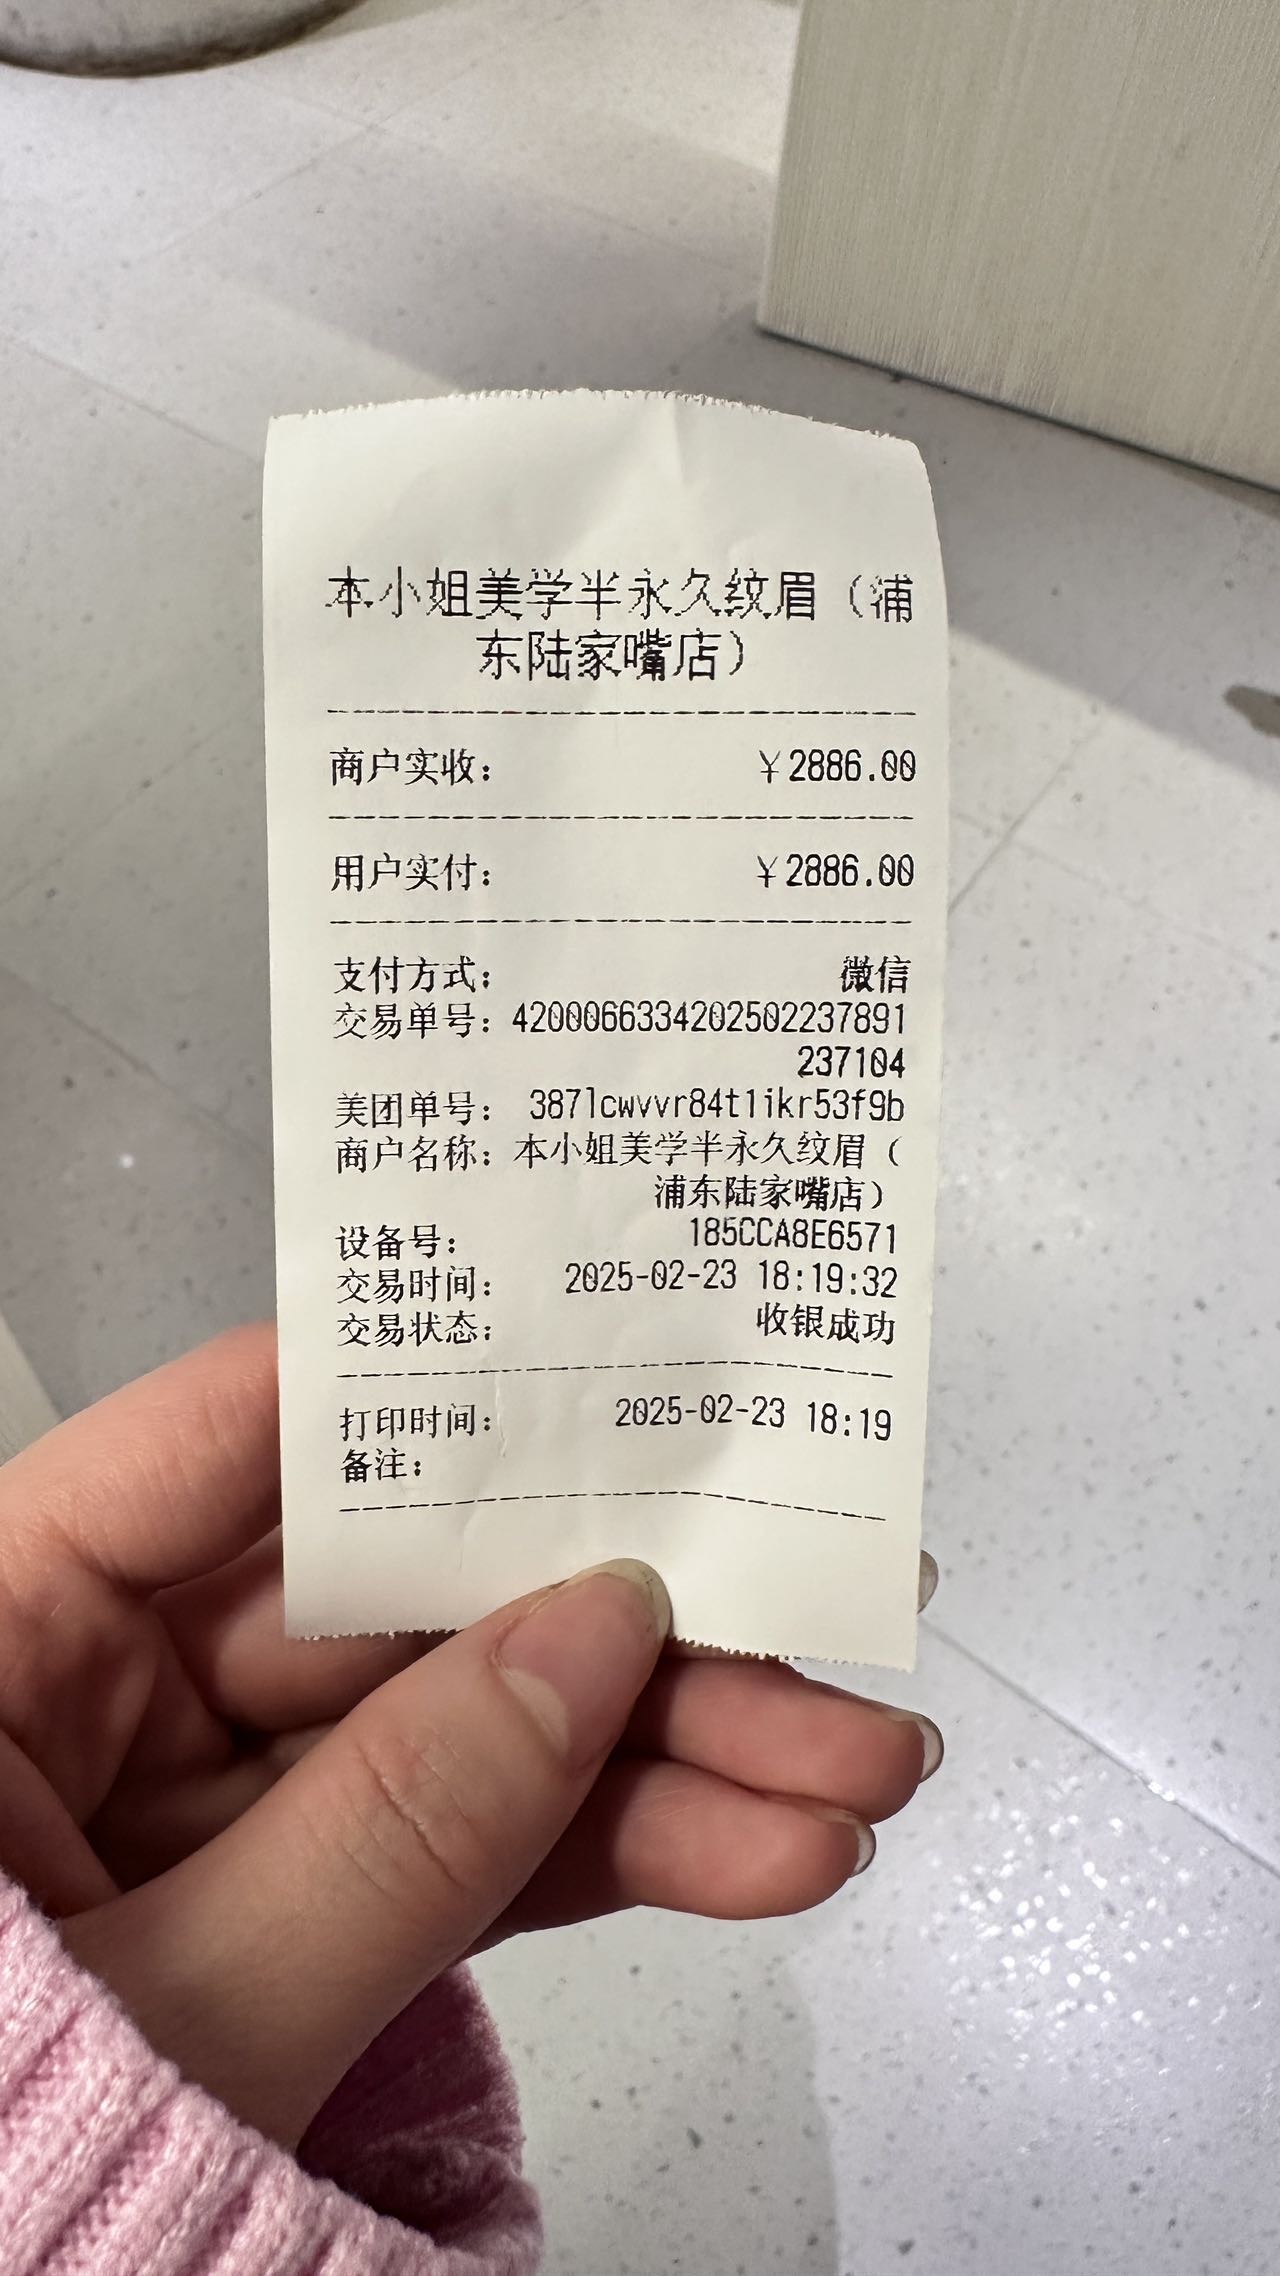 本小姐美学半永久纹眉（浦
东陆家嘴店）
商户实收： ￥2886.00
用户实付： ￥2886.00
支付方式： 微信
交易单号：4200066334202502237891
237104
美团单号： 387lcwvvr84t1ikr53f9b
商户名称：本小姐美学半永久纹眉（
浦东陆家嘴店）
设备号： 185CCA8E6571
交易时间： 2025-02-23 18:19:32
交易状态： 收银成功
打印时间： 2025-02-23 18:19
备注：